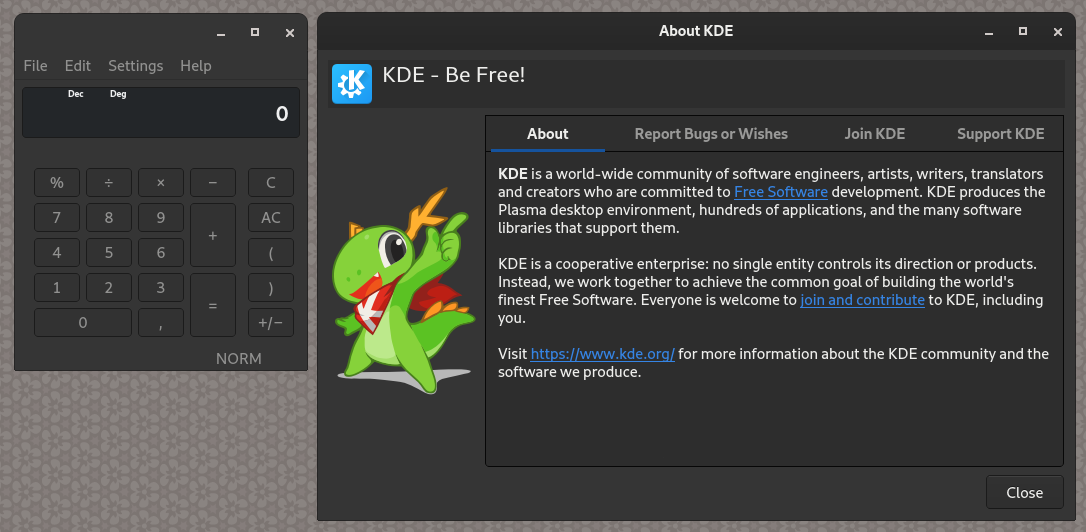 File Edit Settings Help
Dec Deg
0
% ÷ × − C
7 8 9 + AC
4 5 6 (
1 2 3 = )
0 , +/−
NORM
About KDE
KDE - Be Free!
About Report Bugs or Wishes Join KDE Support KDE
KDE is a world-wide community of software engineers, artists, writers, translators
and creators who are committed to Free Software development. KDE produces the
Plasma desktop environment, hundreds of applications, and the many software
libraries that support them.
KDE is a cooperative enterprise: no single entity controls its direction or products.
Instead, we work together to achieve the common goal of building the world's
finest Free Software. Everyone is welcome to join and contribute to KDE, including
you.
Visit https://www.kde.org/ for more information about the KDE community and the
software we produce.
Close